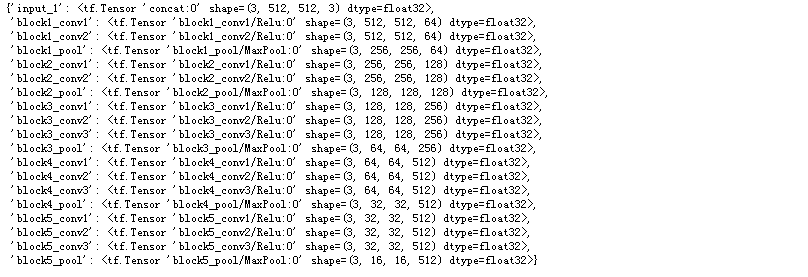 {'input_1': <tf.Tensor 'concat:0' shape=(3, 512, 512, 3) dtype=float32>,
'block1_conv1': <tf.Tensor 'block1_conv1/Relu:0' shape=(3, 512, 512, 64) dtype=float32>,
'block1_conv2': <tf.Tensor 'block1_conv2/Relu:0' shape=(3, 512, 512, 64) dtype=float32>,
'block1_pool': <tf.Tensor 'block1_pool/MaxPool:0' shape=(3, 256, 256, 64) dtype=float32>,
'block2_conv1': <tf.Tensor 'block2_conv1/Relu:0' shape=(3, 256, 256, 128) dtype=float32>,
'block2_conv2': <tf.Tensor 'block2_conv2/Relu:0' shape=(3, 256, 256, 128) dtype=float32>,
'block2_pool': <tf.Tensor 'block2_pool/MaxPool:0' shape=(3, 128, 128, 128) dtype=float32>,
'block3_conv1': <tf.Tensor 'block3_conv1/Relu:0' shape=(3, 128, 128, 256) dtype=float32>,
'block3_conv2': <tf.Tensor 'block3_conv2/Relu:0' shape=(3, 128, 128, 256) dtype=float32>,
'block3_conv3': <tf.Tensor 'block3_conv3/Relu:0' shape=(3, 128, 128, 256) dtype=float32>,
'block3_pool': <tf.Tensor 'block3_pool/MaxPool:0' shape=(3, 64, 64, 256) dtype=float32>,
'block4_conv1': <tf.Tensor 'block4_conv1/Relu:0' shape=(3, 64, 64, 512) dtype=float32>,
'block4_conv2': <tf.Tensor 'block4_conv2/Relu:0' shape=(3, 64, 64, 512) dtype=float32>,
'block4_conv3': <tf.Tensor 'block4_conv3/Relu:0' shape=(3, 64, 64, 512) dtype=float32>,
'block4_pool': <tf.Tensor 'block4_pool/MaxPool:0' shape=(3, 32, 32, 512) dtype=float32>,
'block5_conv1': <tf.Tensor 'block5_conv1/Relu:0' shape=(3, 32, 32, 512) dtype=float32>,
'block5_conv2': <tf.Tensor 'block5_conv2/Relu:0' shape=(3, 32, 32, 512) dtype=float32>,
'block5_conv3': <tf.Tensor 'block5_conv3/Relu:0' shape=(3, 32, 32, 512) dtype=float32>,
'block5_pool': <tf.Tensor 'block5_pool/MaxPool:0' shape=(3, 16, 16, 512) dtype=float32>}